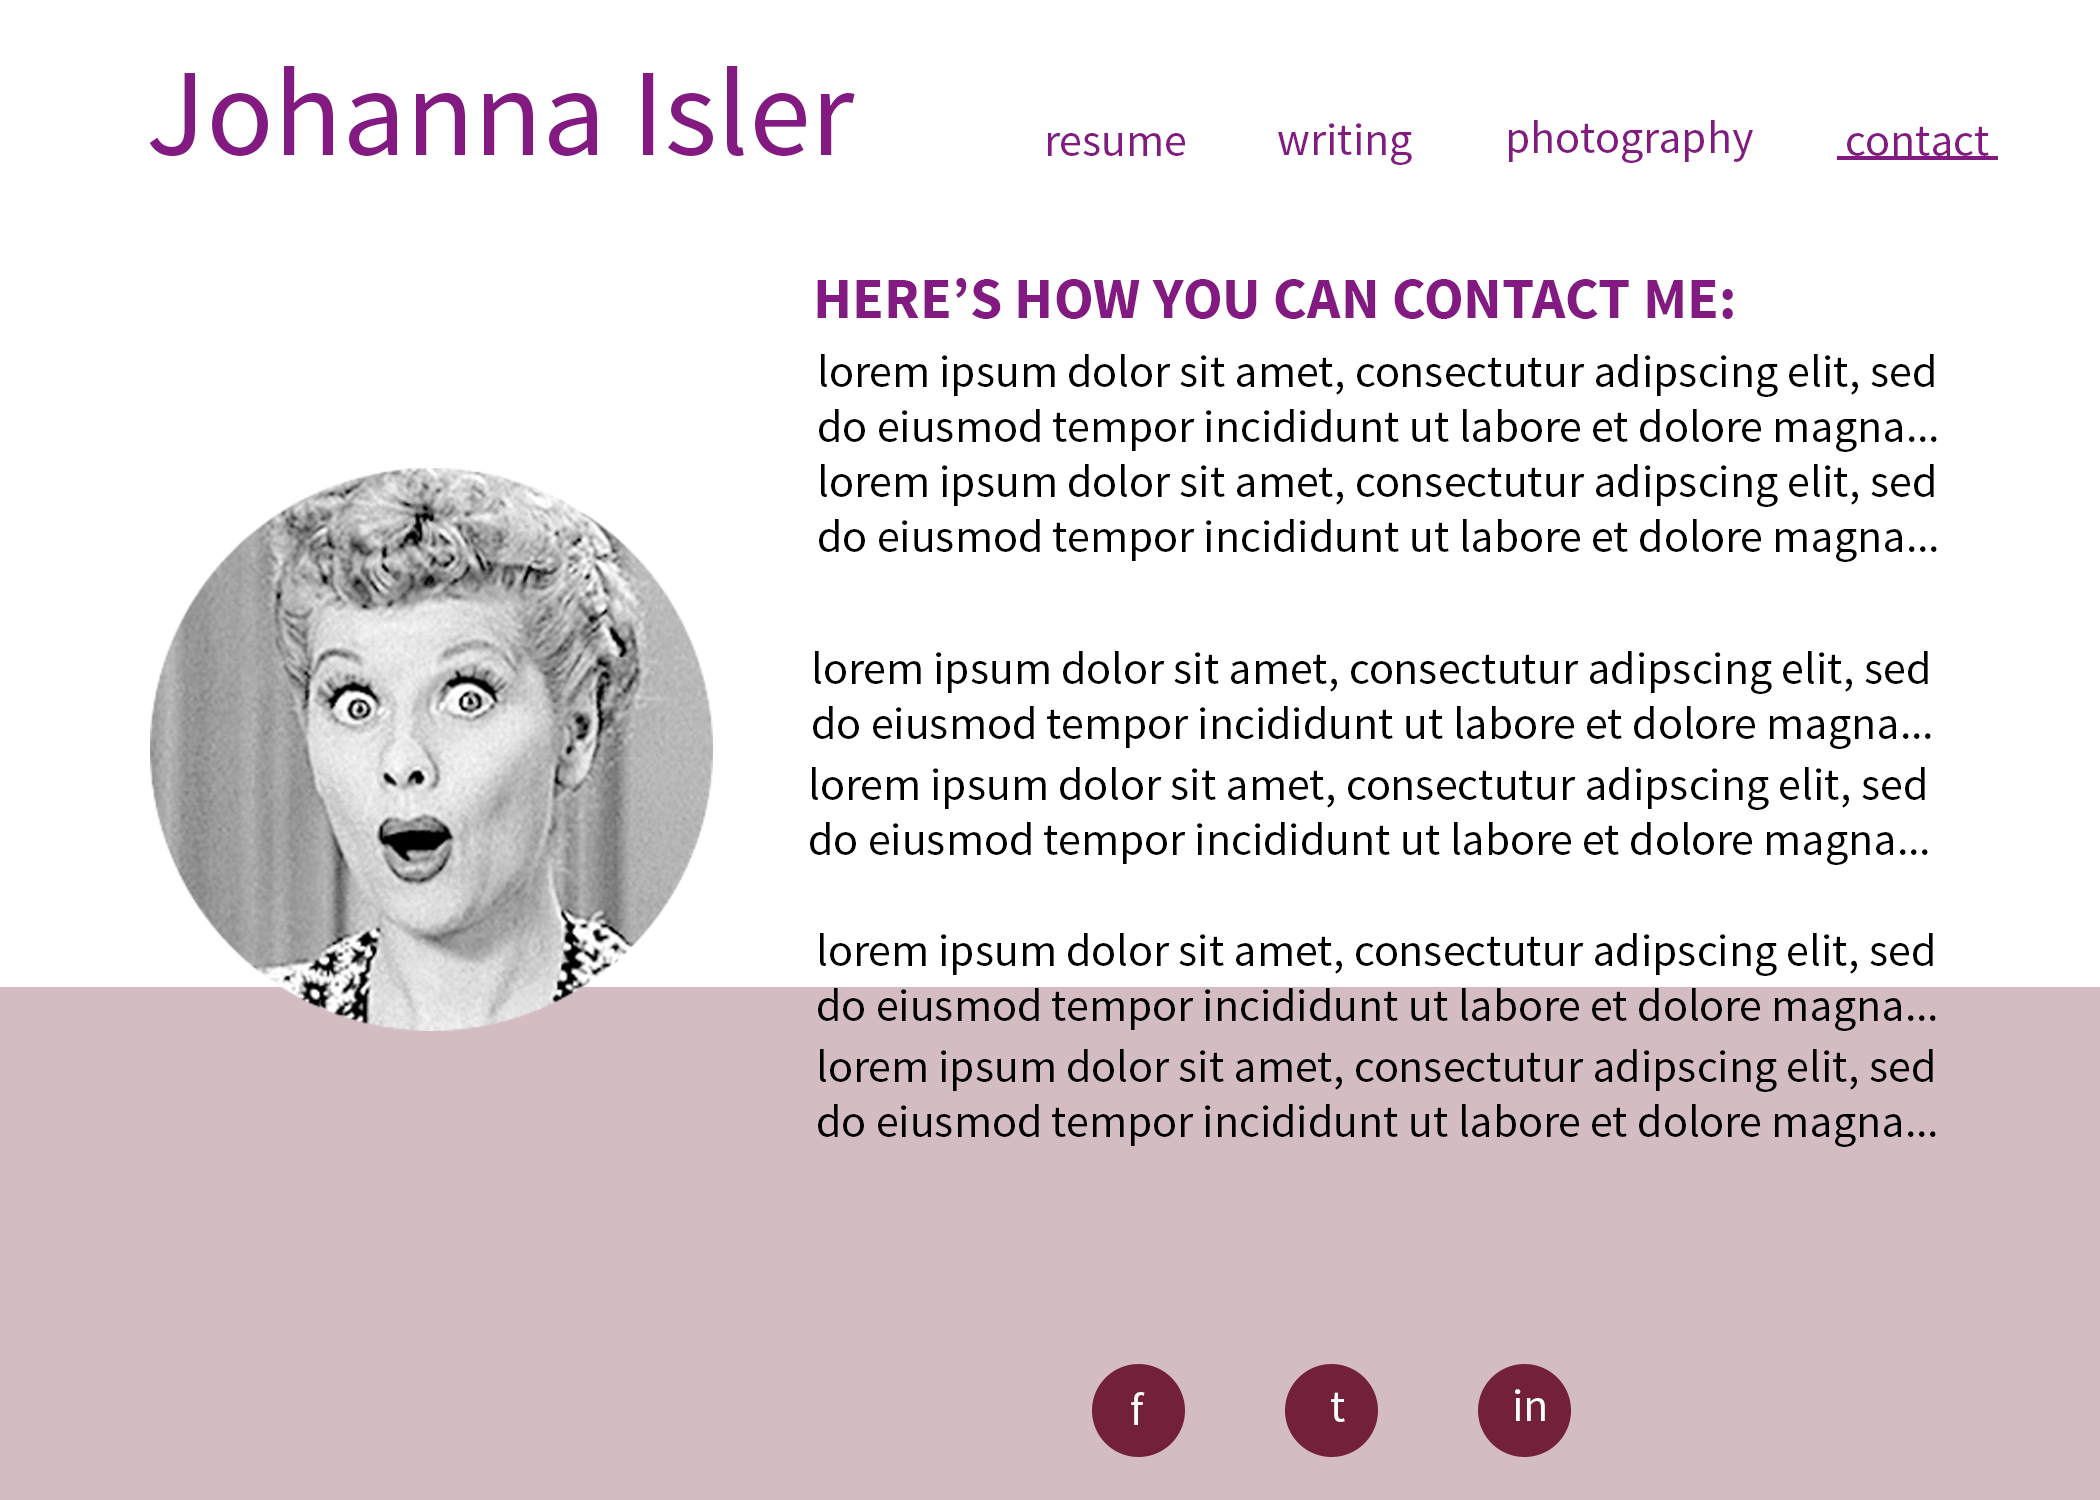 Johanna Isler
resume writing photography contact
HERE’S HOW YOU CAN CONTACT ME:
lorem ipsum dolor sit amet, consectutur adipscing elit, sed
do eiusmod tempor incididunt ut labore et dolore magna...
lorem ipsum dolor sit amet, consectutur adipscing elit, sed
do eiusmod tempor incididunt ut labore et dolore magna...
lorem ipsum dolor sit amet, consectutur adipscing elit, sed
do eiusmod tempor incididunt ut labore et dolore magna...
lorem ipsum dolor sit amet, consectutur adipscing elit, sed
do eiusmod tempor incididunt ut labore et dolore magna...
lorem ipsum dolor sit amet, consectutur adipscing elit, sed
do eiusmod tempor incididunt ut labore et dolore magna...
lorem ipsum dolor sit amet, consectutur adipscing elit, sed
do eiusmod tempor incididunt ut labore et dolore magna...
f t in